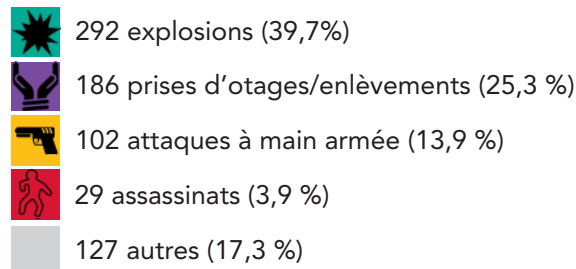 292 explosions (39,7%)
186 prises d'otages/enlèvements (25,3 %)
102 attaques à main armée (13,9 %)
29 assassinats (3,9 %)
127 autres (17,3 %)